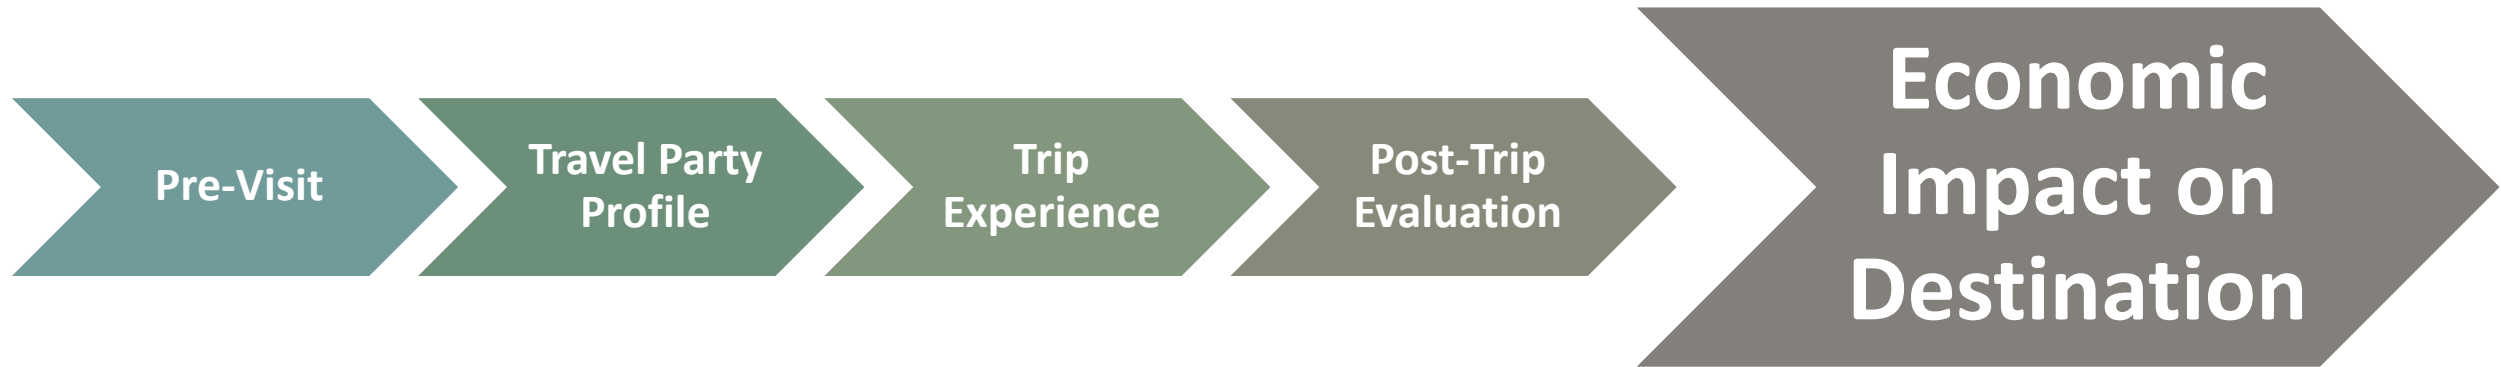 Pre-Visit
Travel Party
Profile
Trip
Experience
Post-Trip
Evaluation
Economic
Impact on
Destination